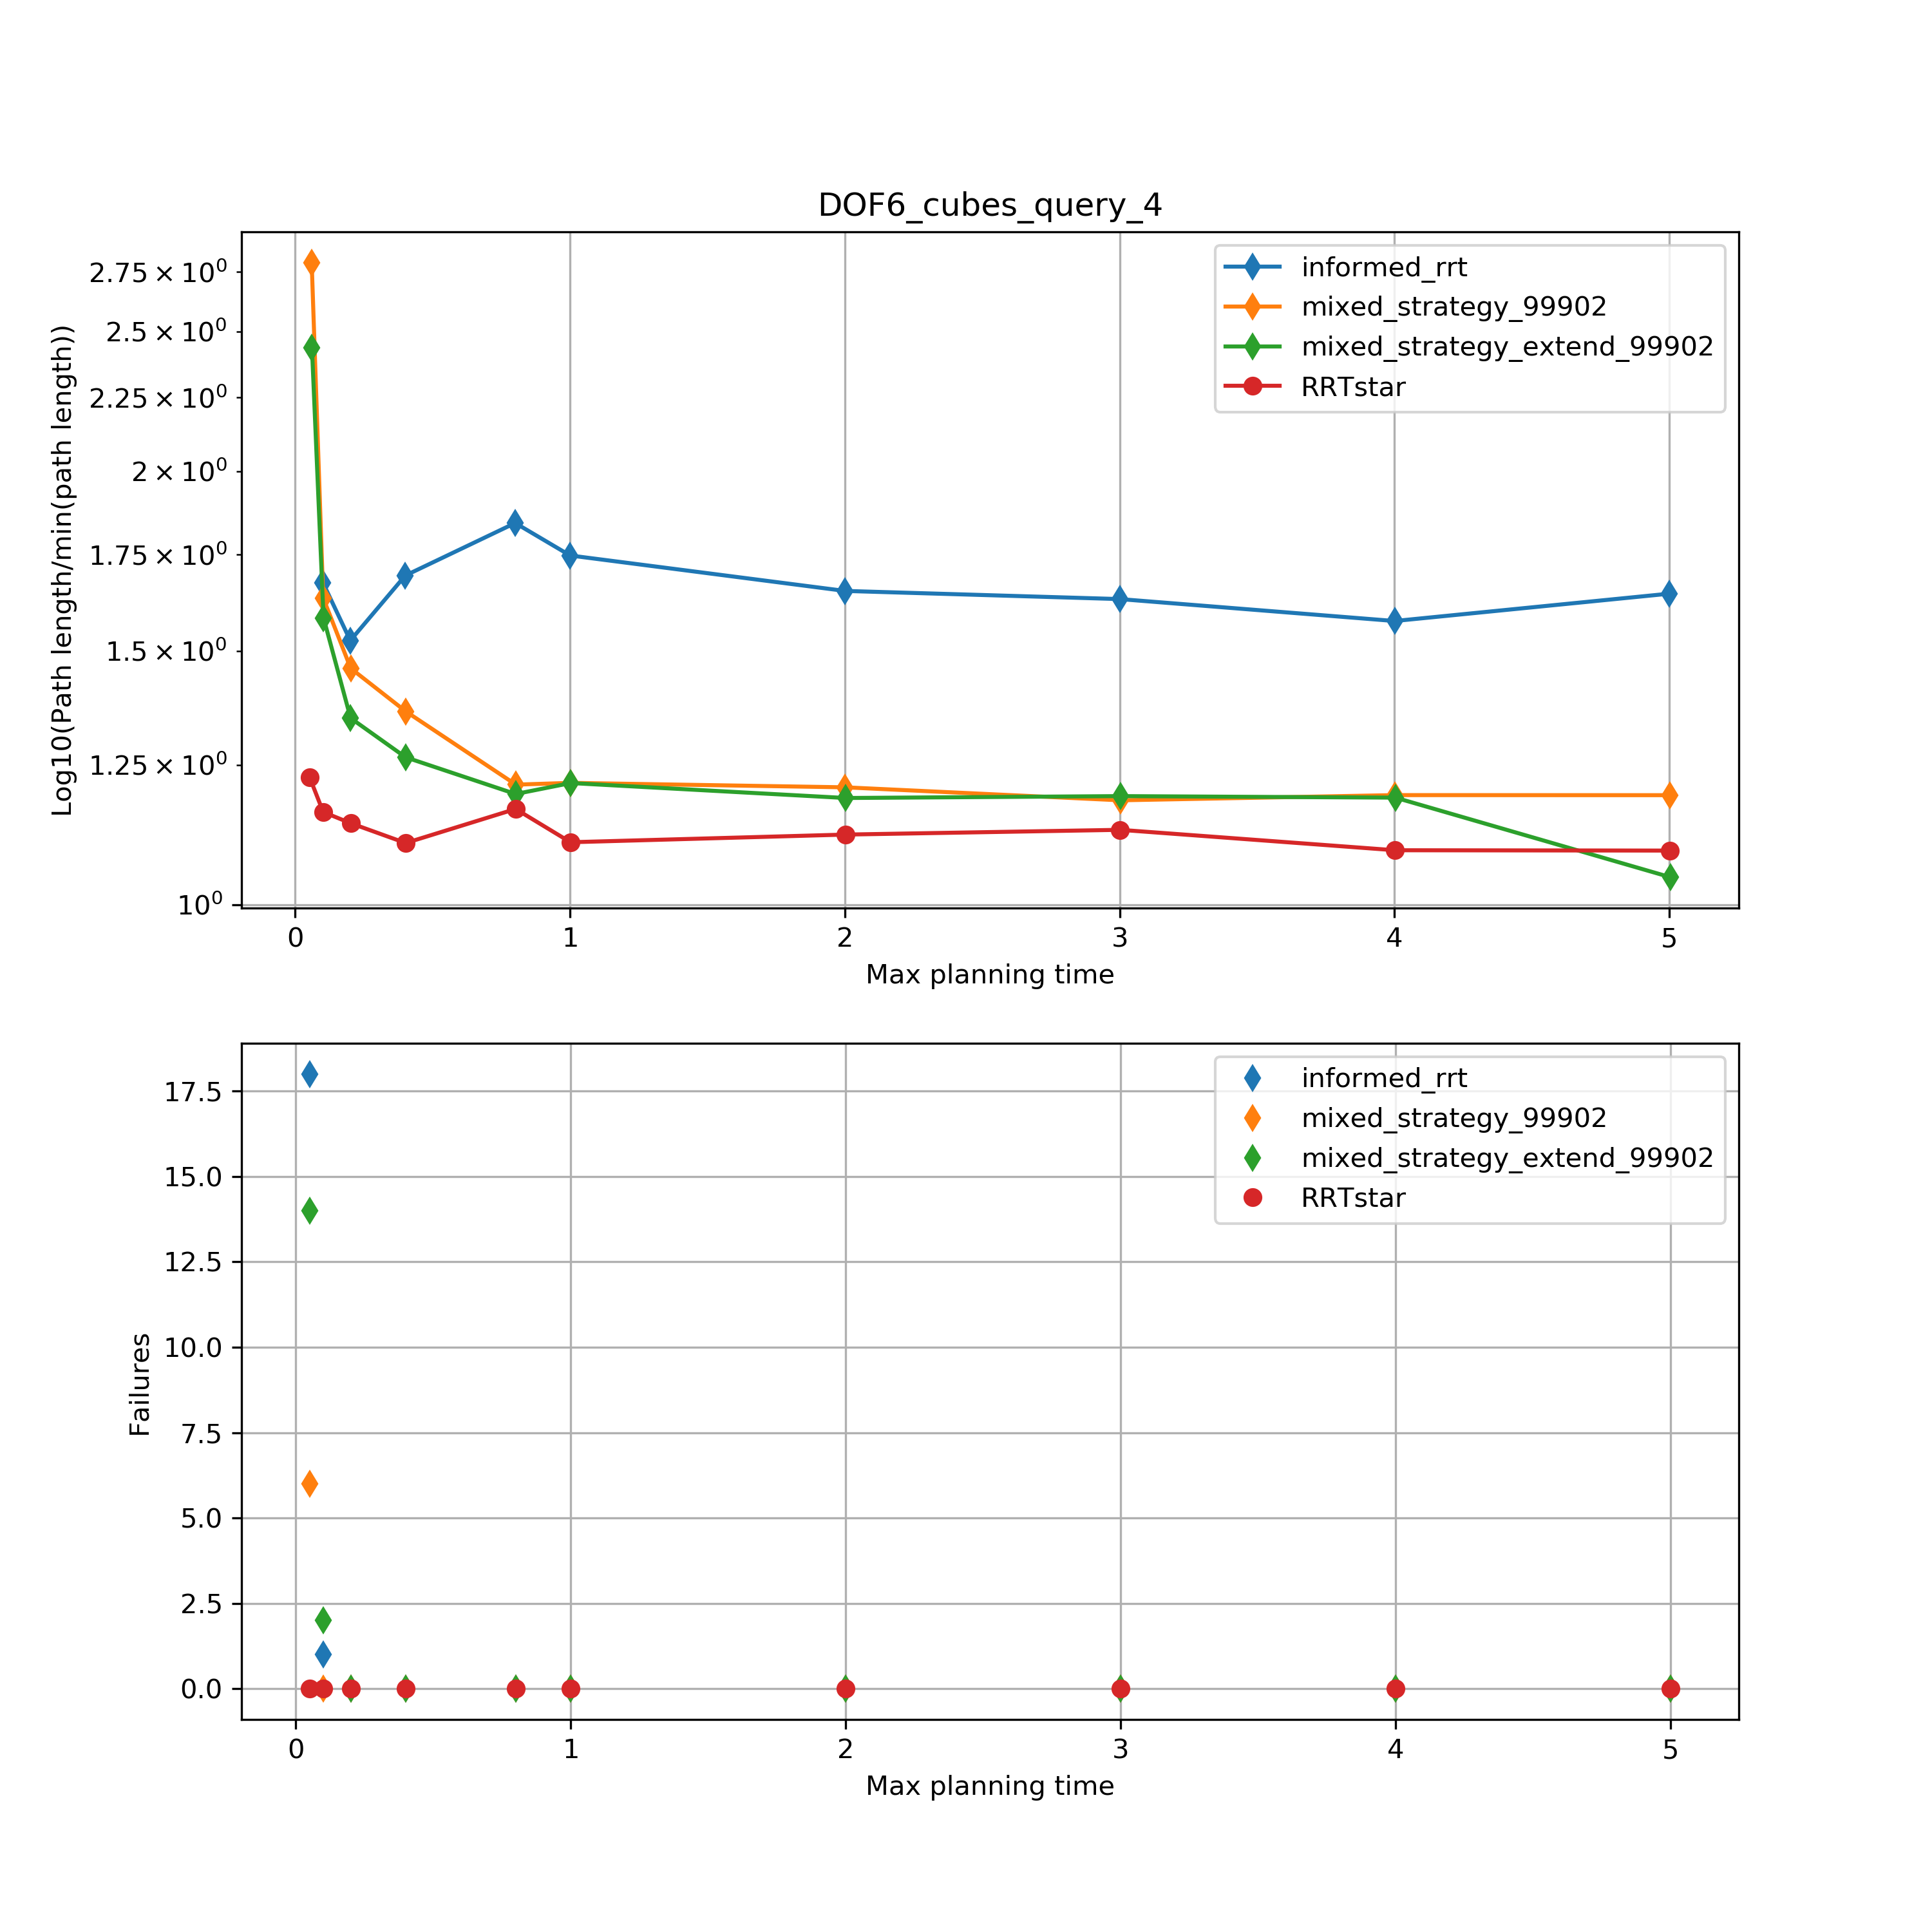 DOF6_cubes_query_4
Log10(Path length/min(path length))
2.75 × 10⁰
2.5 × 10⁰
2.25 × 10⁰
2 × 10⁰
1.75 × 10⁰
1.5 × 10⁰
1.25 × 10⁰
10⁰
informed_rrt
mixed_strategy_99902
mixed_strategy_extend_99902
RRTstar
0 1 2 3 4 5
Max planning time
Failures
17.5
15.0
12.5
10.0
7.5
5.0
2.5
0.0
informed_rrt
mixed_strategy_99902
mixed_strategy_extend_99902
RRTstar
0 1 2 3 4 5
Max planning time